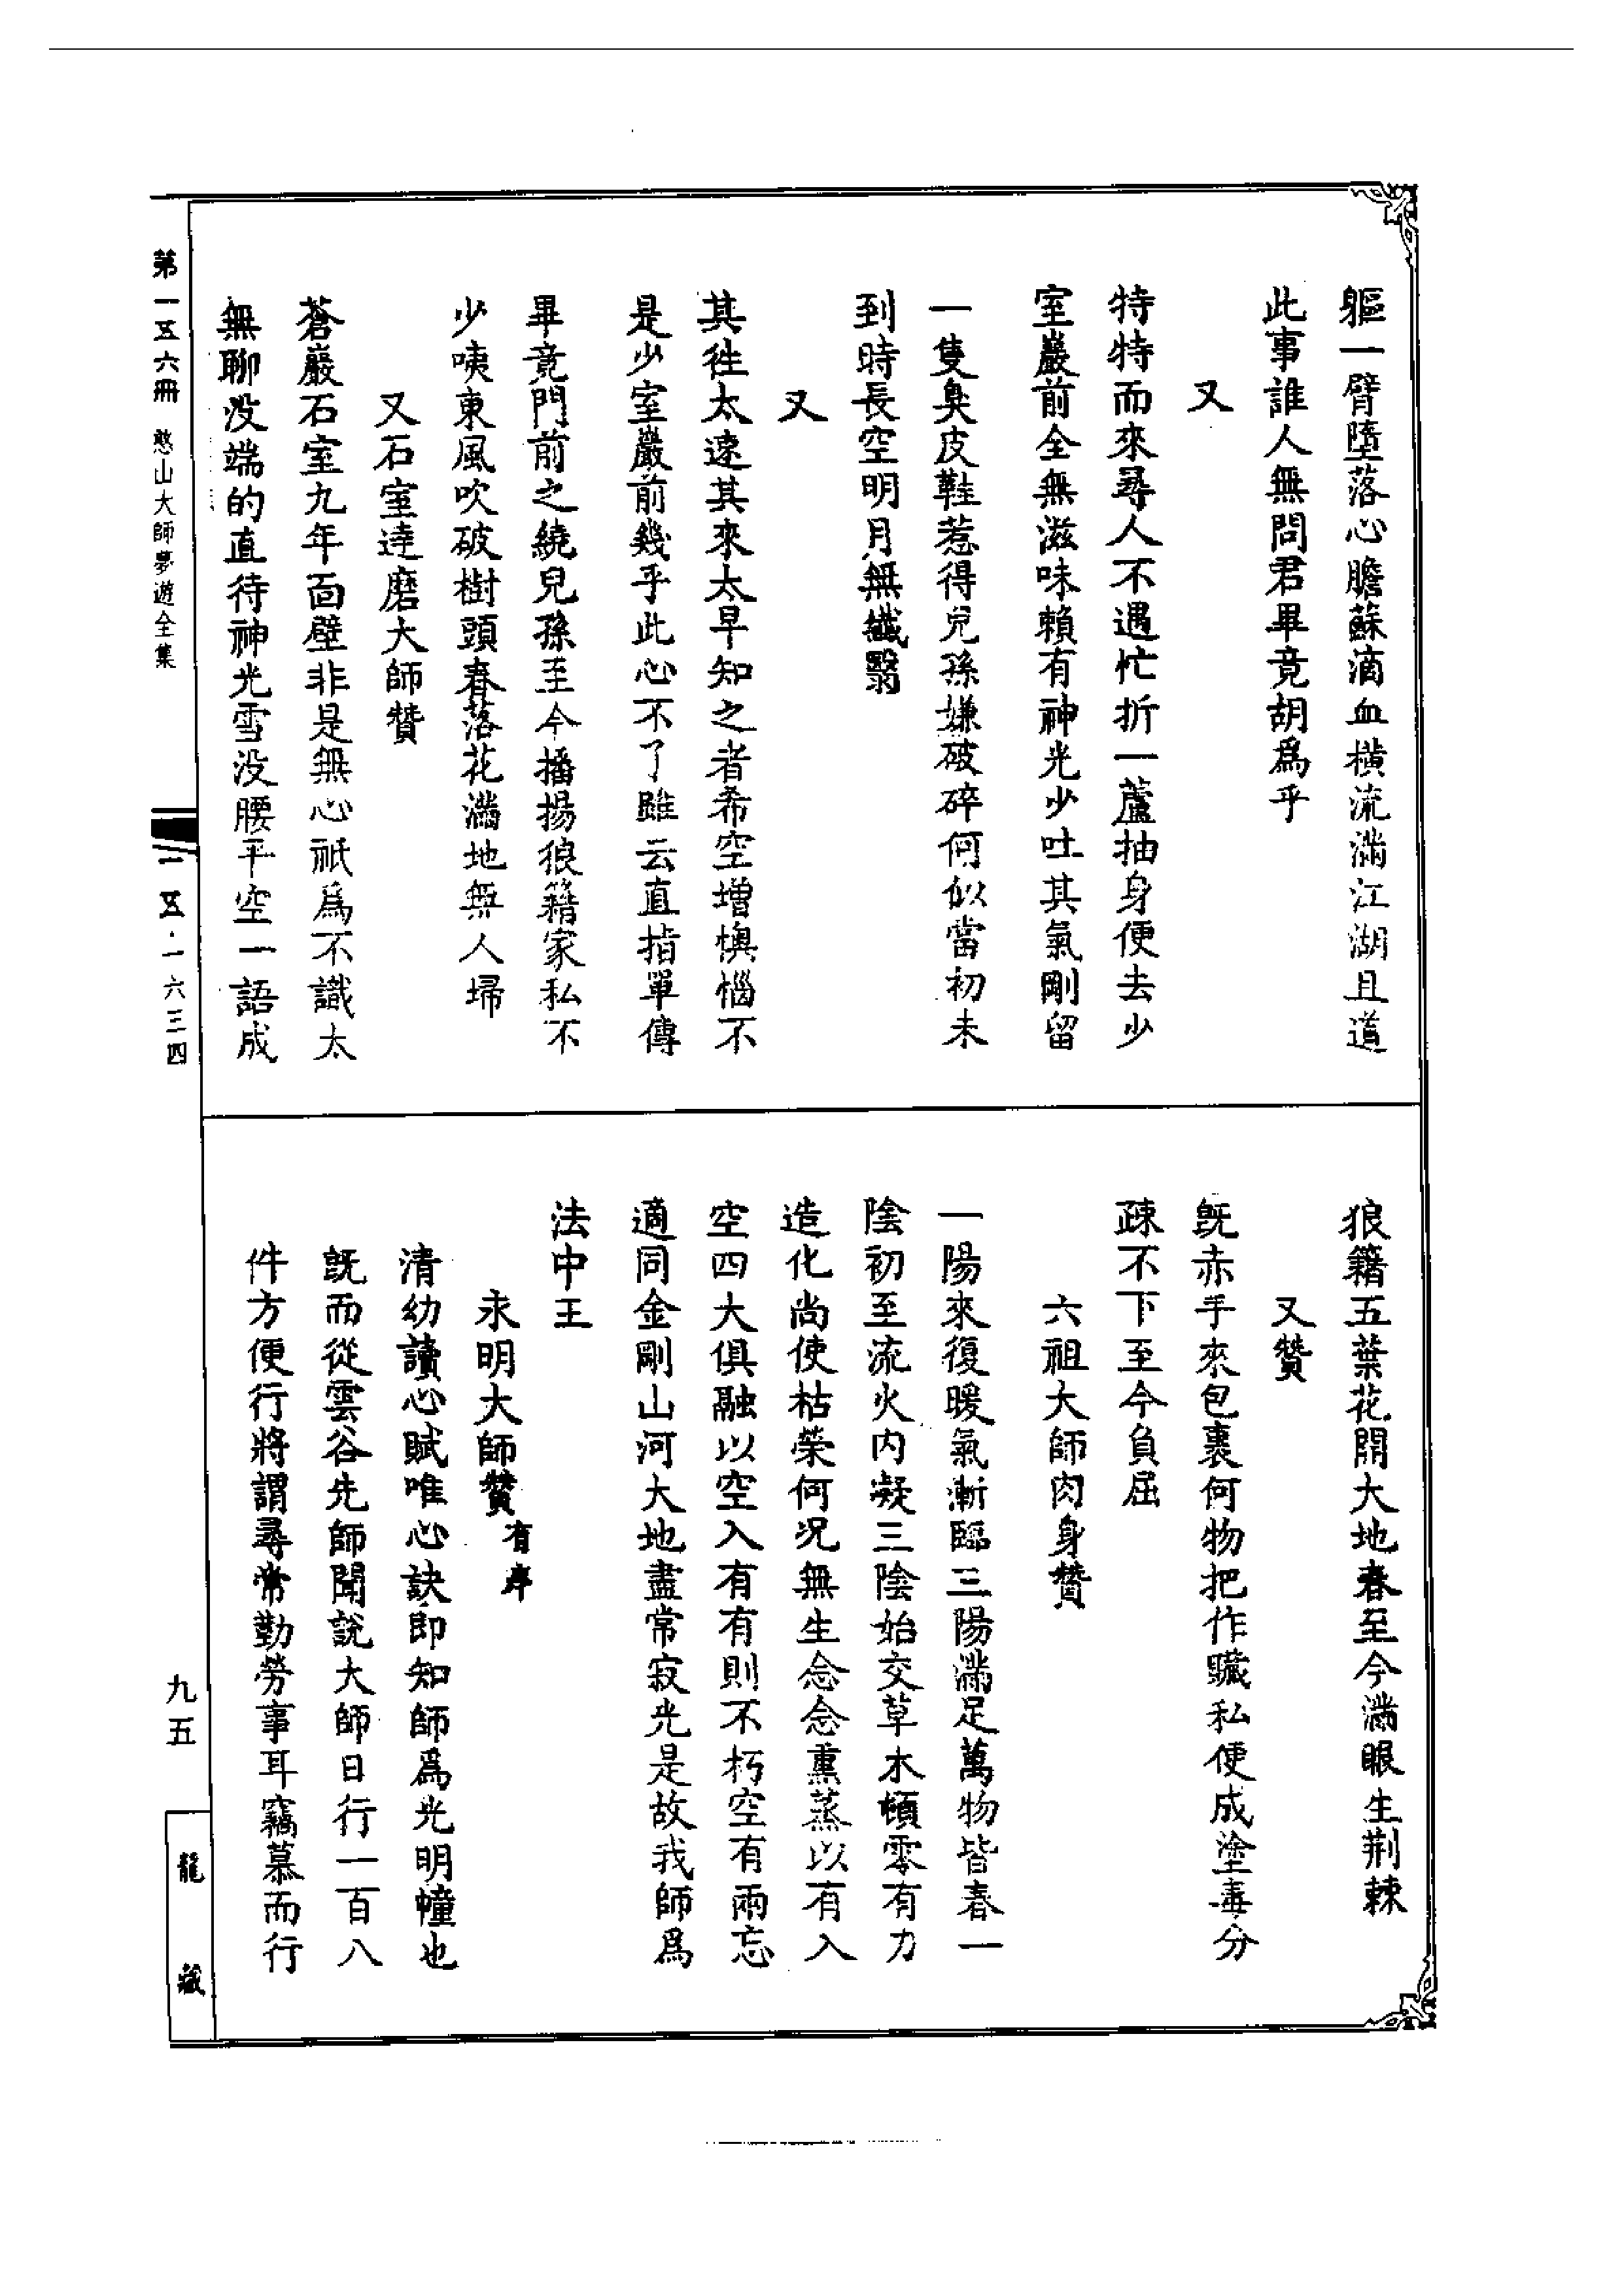 軀一臂墮落心膽蘇滴血橫流滿江湖且道
此事誰人無問君畢竟胡爲乎
又
特特而來尋人不遇忙折一蘆抽身便去少
室巖前全無滋味賴有神光少吐其氣剛留
一隻臭皮鞋惹得兒孫嫌破碎何似當初未
到時長空明月無纖翳
又
其徃太速其來太早知之者希空增懊惱不
是少室巖前幾乎此心不了雖云直指單傳
畢竟門前之繞兒孫至今播揚狼籍家私不
少咦東風吹破樹頭春落花滿地無人埽
又石室達磨大師贊
蒼巖石室九年面壁非是無心祇爲不識太
無聊没端的直待神光雪没腰平空一語成
狼籍五葉花開大地春至今滿眼生荆棘
又贊
旣赤手來包裹何物把作贓私便成塗毒分
疎不下至今負屈
六祖大師肉身贊
一陽來復暖氣漸臨三陽滿足萬物皆春一
陰初至流火內凝三陰始交草木頓零有力
造化尚使枯榮何况無生念念熏蒸以有入
空四大俱融以空入有有則不朽空有兩忘
適同金剛山河大地盡常寂光是故我師爲
法中王
永明大師贊有序
清幼讀心賦唯心訣卽知師爲光明幢也
旣而從雲谷先師聞說大師日行一百八
件方便行將謂尋常勤勞事耳竊慕而行
第一五六冊 憨山大師夢遊全集
一五五·一六三四
九五
龍藏